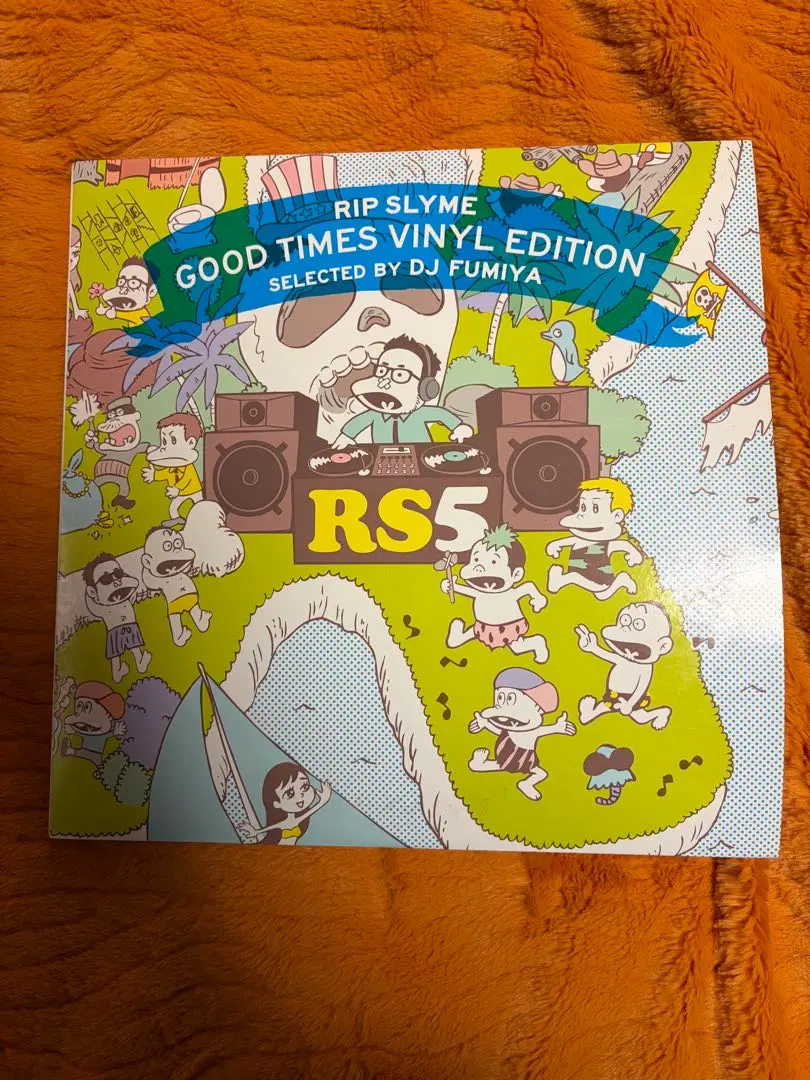 RIP SLYME
GOOD TIMES VINYL EDITION
SELECTED BY DJ FUMIYA
RS5